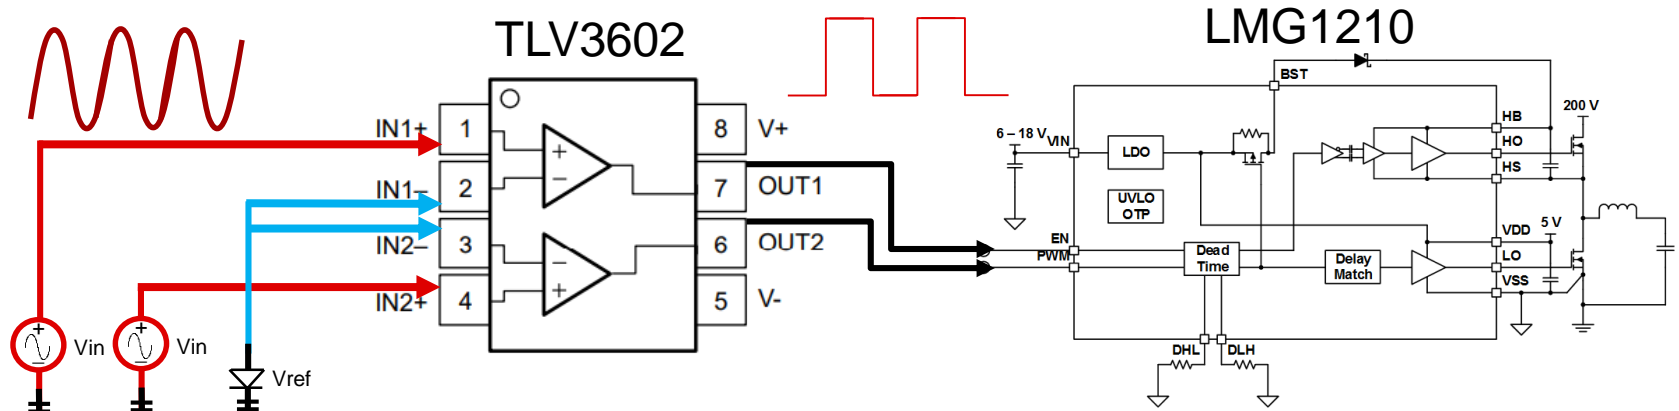 TLV3602
LMG1210
IN1+
1
8
V+
IN1–
2
7
OUT1
IN2–
3
6
OUT2
IN2+
4
5
V-
+
−
−
+
+
Vin
+
Vin
Vref
BST
200 V
6 – 18 V
VIN
LDO
UVLO
OTP
HB
HO
HS
EN
PWM
Dead
Time
Delay
Match
5 V
VDD
LO
VSS
DHL
DLH